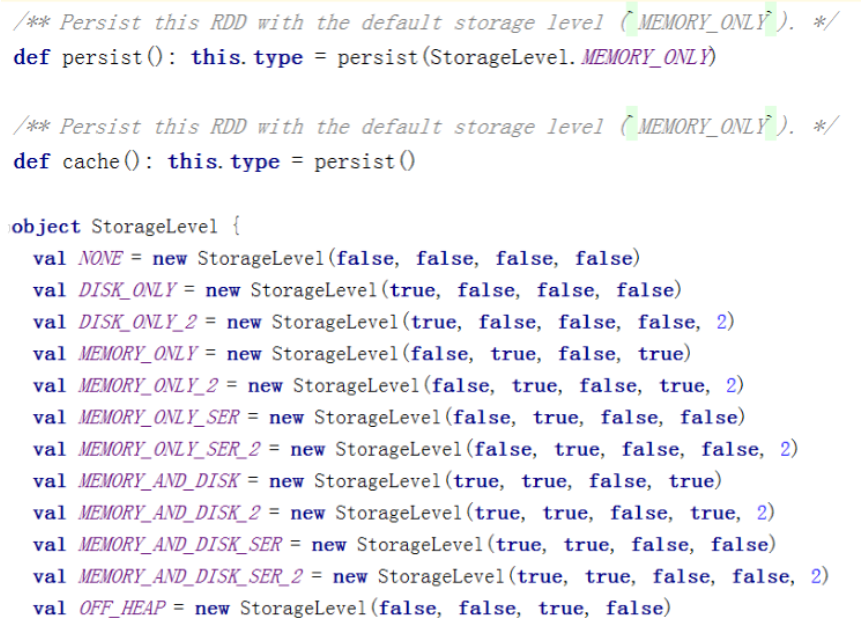 /** Persist this RDD with the default storage level (`MEMORY_ONLY`). */
def persist(): this.type = persist(StorageLevel.MEMORY_ONLY)
/** Persist this RDD with the default storage level (`MEMORY_ONLY`). */
def cache(): this.type = persist()
object StorageLevel {
val NONE = new StorageLevel(false, false, false, false)
val DISK_ONLY = new StorageLevel(true, false, false, false)
val DISK_ONLY_2 = new StorageLevel(true, false, false, false, 2)
val MEMORY_ONLY = new StorageLevel(false, true, false, true)
val MEMORY_ONLY_2 = new StorageLevel(false, true, false, true, 2)
val MEMORY_ONLY_SER = new StorageLevel(false, true, false, false)
val MEMORY_ONLY_SER_2 = new StorageLevel(false, true, false, false, 2)
val MEMORY_AND_DISK = new StorageLevel(true, true, false, true)
val MEMORY_AND_DISK_2 = new StorageLevel(true, true, false, true, 2)
val MEMORY_AND_DISK_SER = new StorageLevel(true, true, false, false)
val MEMORY_AND_DISK_SER_2 = new StorageLevel(true, true, false, false, 2)
val OFF_HEAP = new StorageLevel(false, false, true, false)